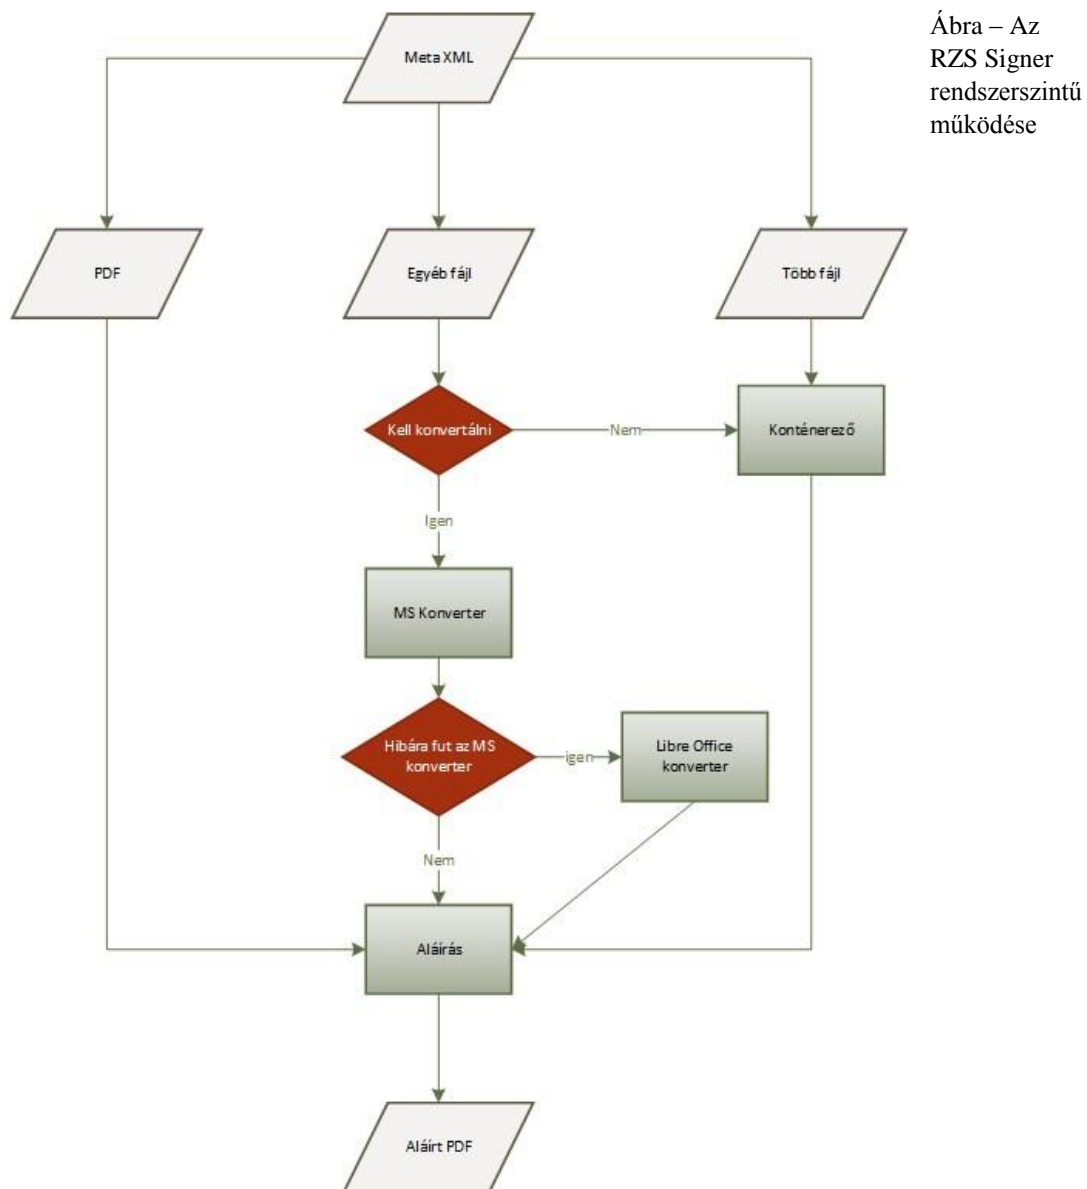 Ábra – Az
RZS Signer
rendszerszintű
működése
Meta XML
PDF
Egyéb fájl
Több fájl
Kell konvertálni
Nem
Konténerező
Igen
MS Konverter
Hibára fut az MS
konverter
igen
Libre Office
konverter
Nem
Aláírás
Aláírt PDF